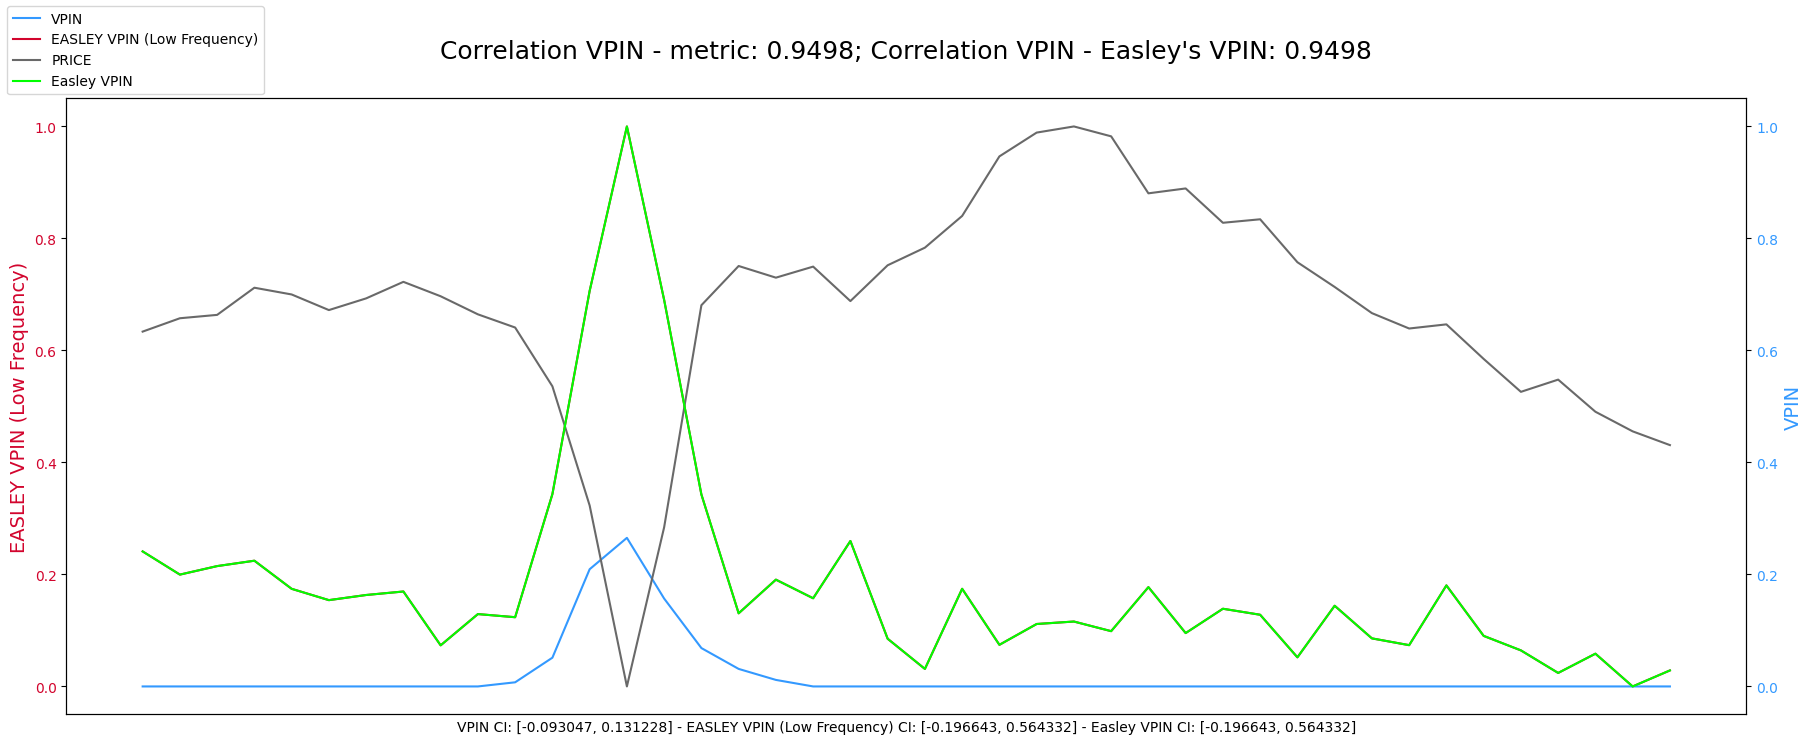 VPIN
EASLEY VPIN (Low Frequency)
PRICE
Easley VPIN
Correlation VPIN - metric: 0.9498; Correlation VPIN - Easley's VPIN: 0.9498
EASLEY VPIN (Low Frequency)
1.0
0.8
0.6
0.4
0.2
0.0
1.0
0.8
0.6
0.4
0.2
0.0
VPIN
VPIN CI: [-0.093047, 0.131228] - EASLEY VPIN (Low Frequency) CI: [-0.196643, 0.564332] - Easley VPIN CI: [-0.196643, 0.564332]